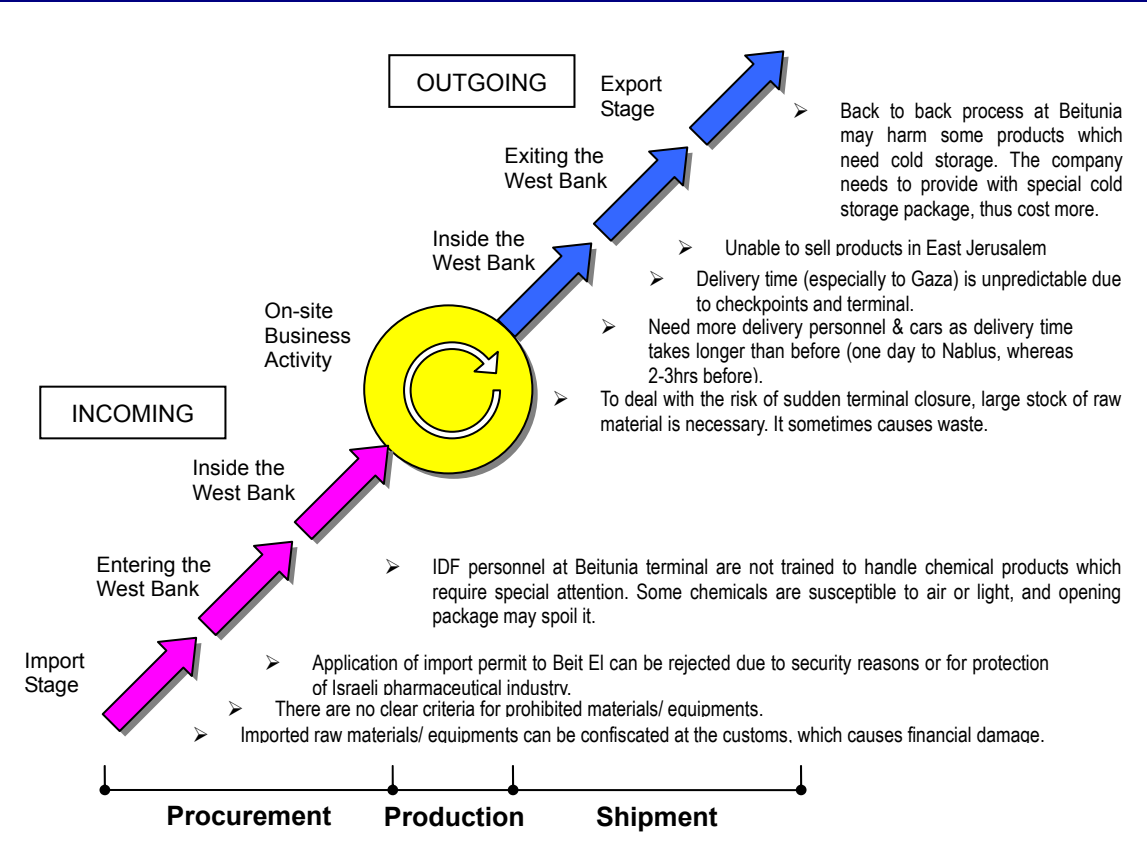 OUTGOING
Export
Stage
➢ Back to back process at Beitunia
may harm some products which
need cold storage. The company
needs to provide with special cold
storage package, thus cost more.
Exiting the
West Bank
Inside the
West Bank
➢ Unable to sell products in East Jerusalem
➢ Delivery time (especially to Gaza) is unpredictable due
to checkpoints and terminal.
On-site
Business
Activity
➢ Need more delivery personnel & cars as delivery time
takes longer than before (one day to Nablus, whereas
2-3hrs before).
➢ To deal with the risk of sudden terminal closure, large stock of raw
material is necessary. It sometimes causes waste.
INCOMING
Inside the
West Bank
Entering the
West Bank
➢ IDF personnel at Beitunia terminal are not trained to handle chemical products which
require special attention. Some chemicals are susceptible to air or light, and opening
package may spoil it.
Import
Stage
➢ Application of import permit to Beit El can be rejected due to security reasons or for protection
of Israeli pharmaceutical industry.
➢ There are no clear criteria for prohibited materials/ equipments.
➢ Imported raw materials/ equipments can be confiscated at the customs, which causes financial damage.
Procurement
Production
Shipment